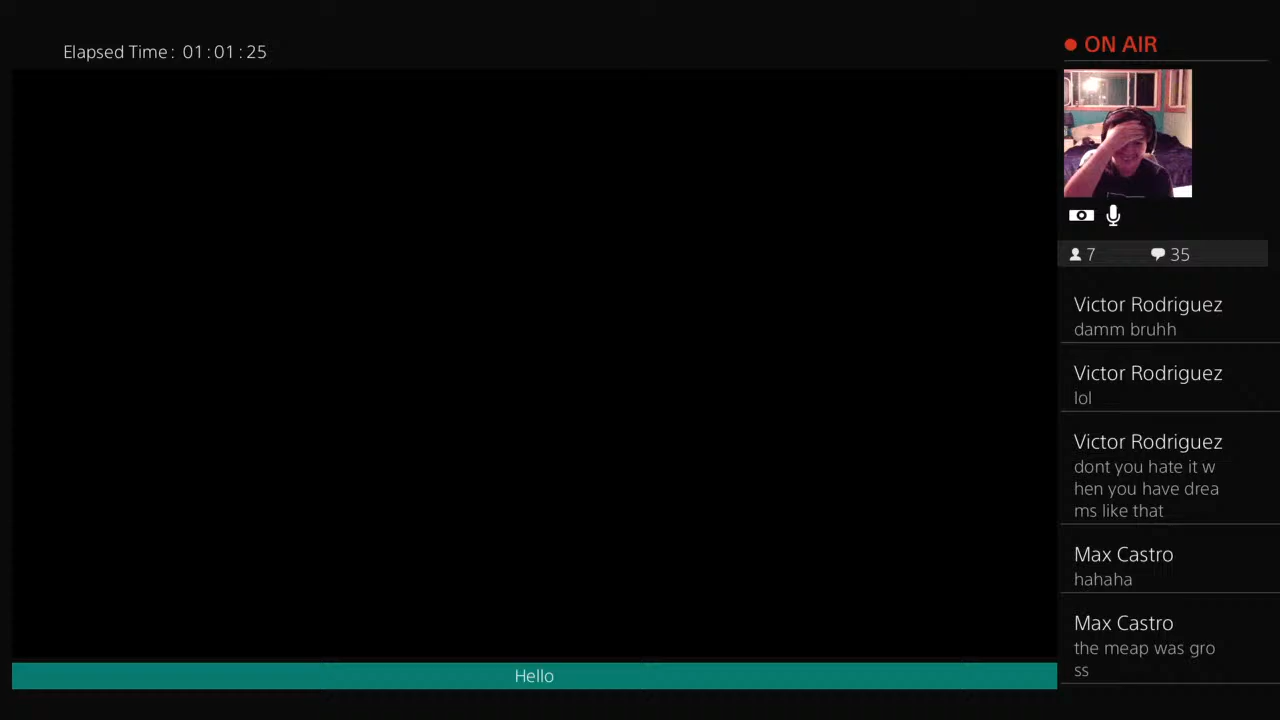 Elapsed Time: 01:01:25
ON AIR
7 35
Victor Rodriguez
damm bruhh
Victor Rodriguez
lol
Victor Rodriguez
dont you hate it w
hen you have drea
ms like that
Max Castro
hahaha
Max Castro
the meap was gro
ss
Hello